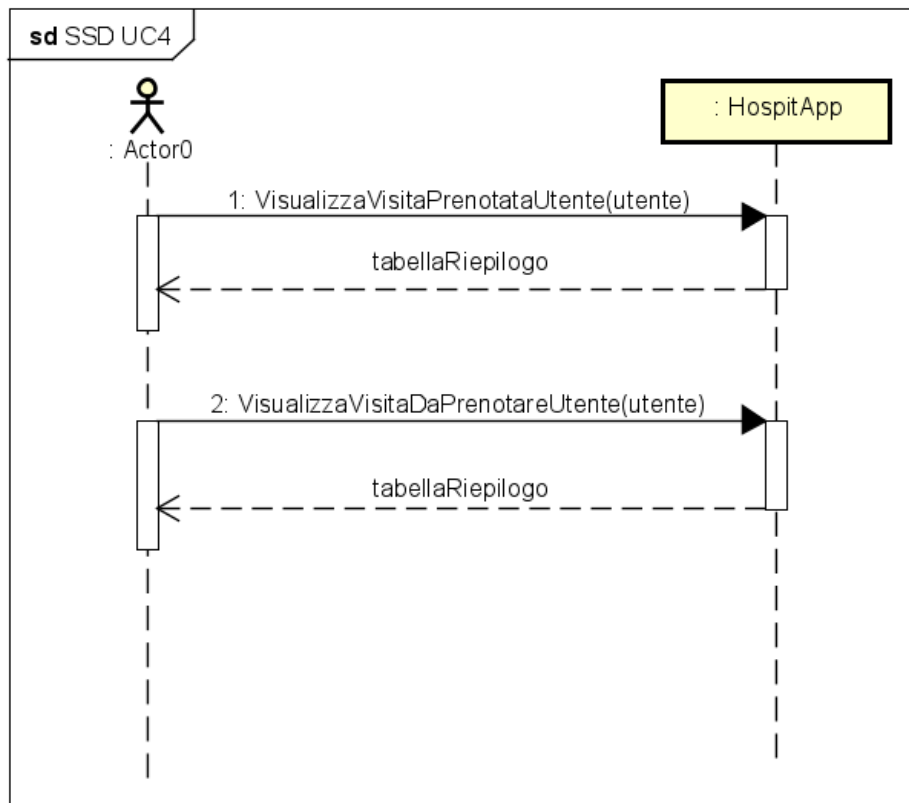 sd SSD UC4
: HospitApp
: Actor0
1: VisualizzaVisitaPrenotataUtente(utente)
tabellaRiepilogo
2: VisualizzaVisitaDaPrenotareUtente(utente)
tabellaRiepilogo